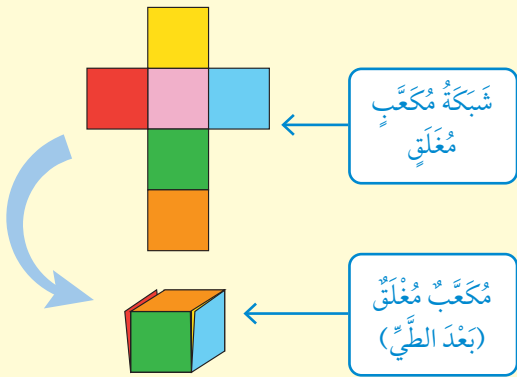 شَبَكَةُ مُكَعَّبٍ
مُغَلَقٍ
مُكَعَّبٌ مُغْلَقٌ
(بَعْدَ الطَّيِّ)